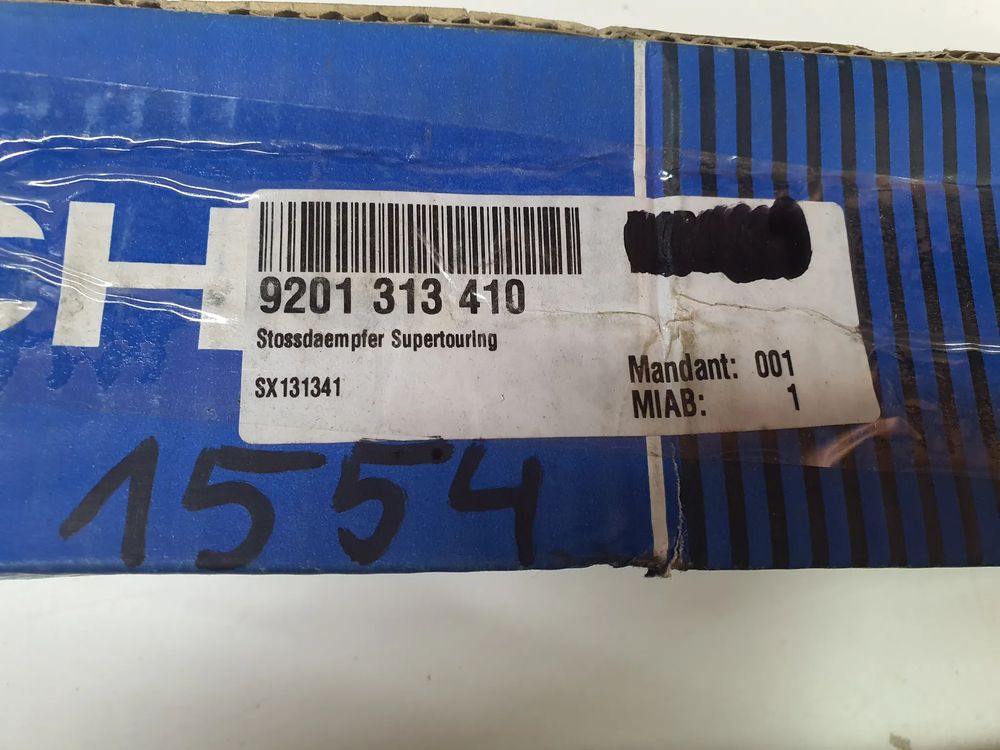 CH
9201 313 410
Stossdaempfer Supertouring
SX131341
Mandant: 001
MIAB: 1
1554